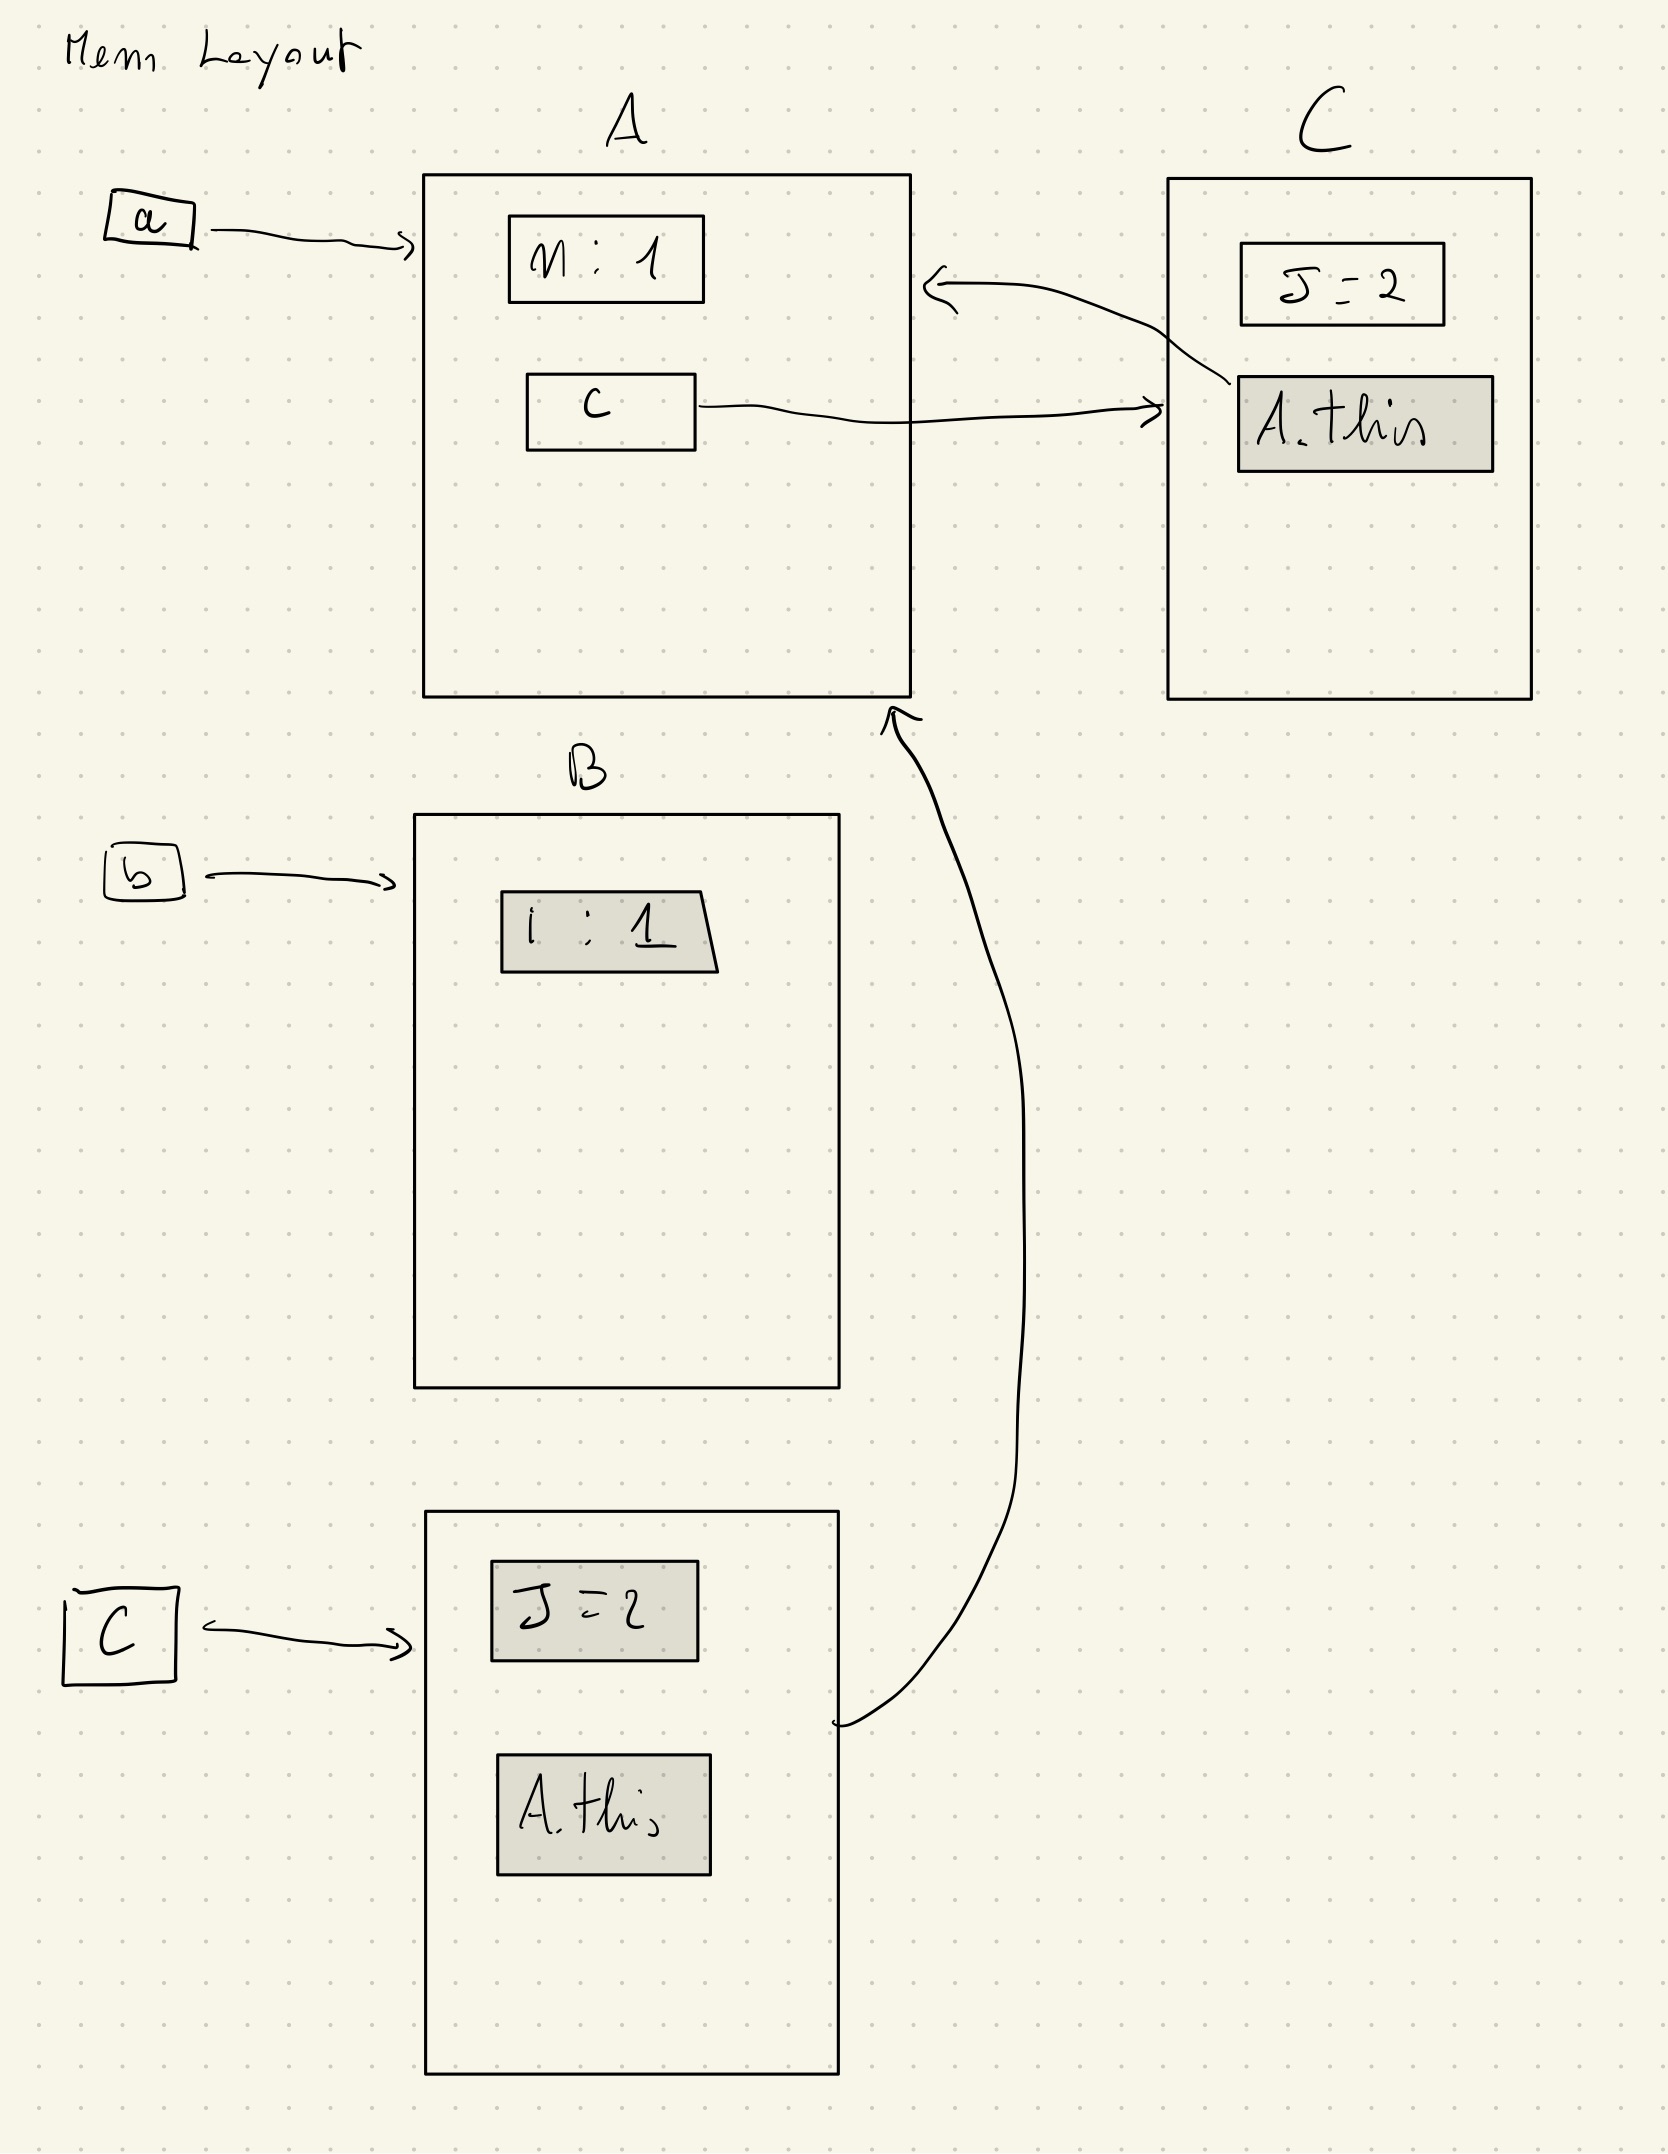 Mem Layout
A
C
a
n : 1
J = 2
c
A.this
B
b
i : 1
C
J = 2
A.this